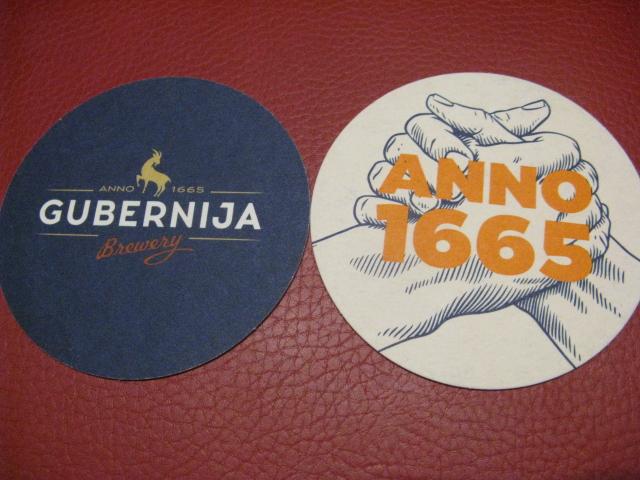 ANNO 1665
GUBERNIJA
Brewery
ANNO
1665